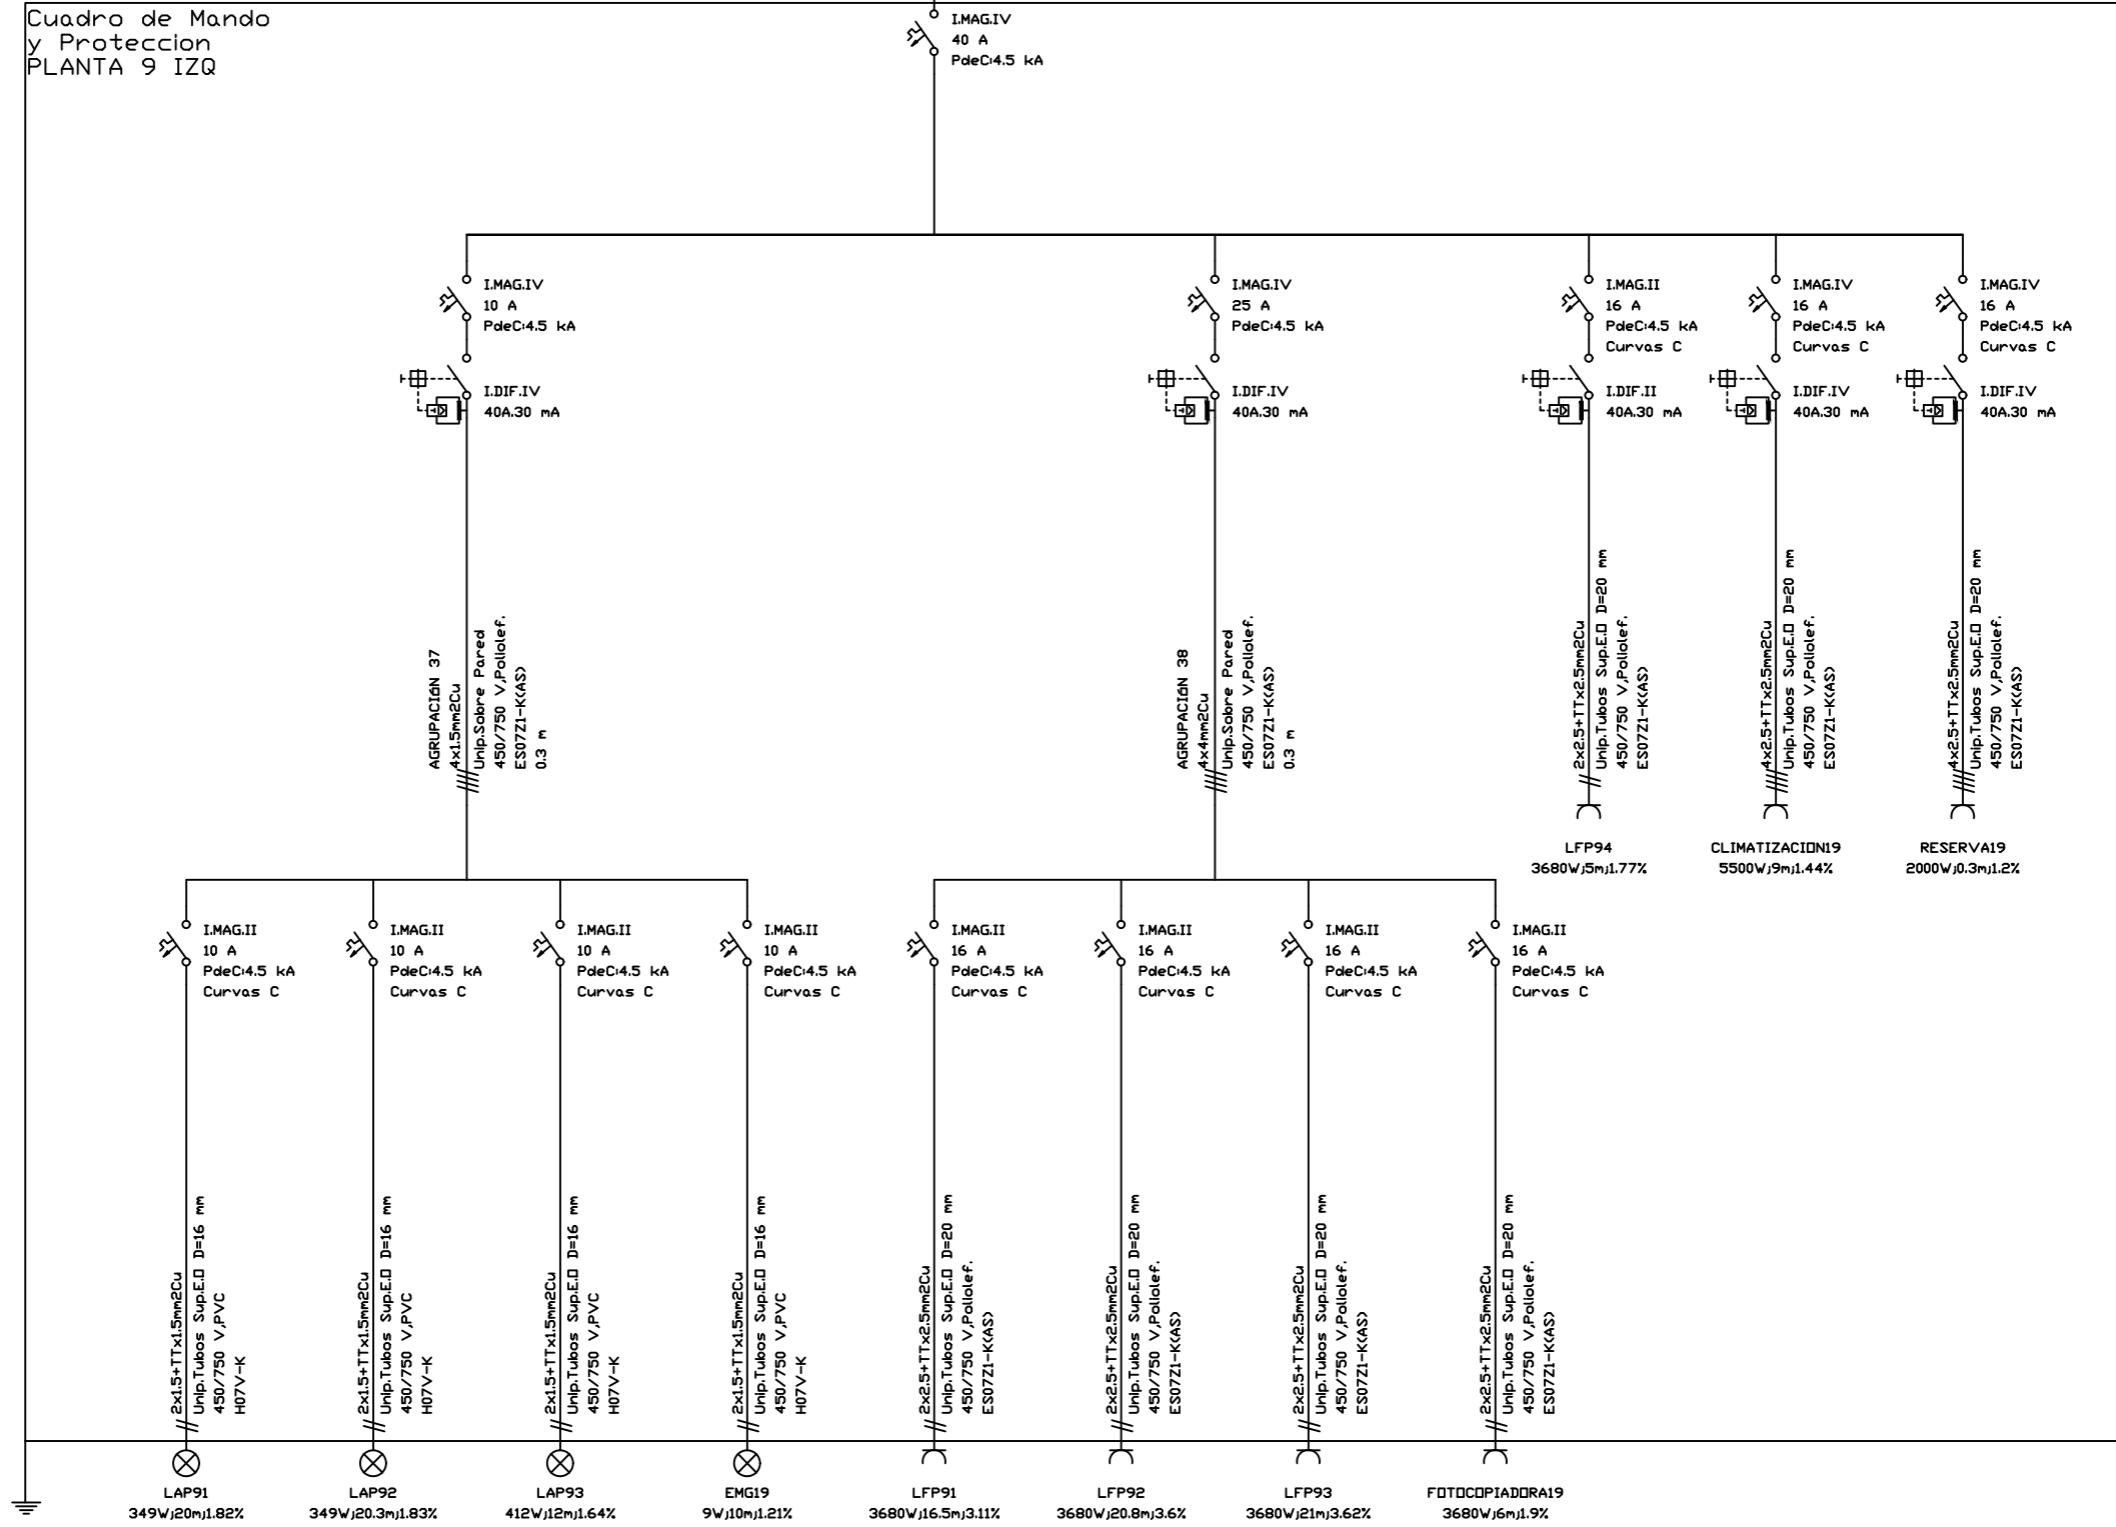 Cuadro de Mando
y Proteccion
PLANTA 9 IZQ
I.MAG.IV
40 A
PdeC:4.5 kA
I.MAG.IV
10 A
PdeC:4.5 kA
I.DIF.IV
40A.30 mA
AGRUPACIÓN 37
4x1.5mm2Cu
Unip.Sobre Pared
450/750 V,Poliolef.
ES07Z1-K(AS)
0.3 m
I.MAG.IV
25 A
PdeC:4.5 kA
I.DIF.IV
40A.30 mA
AGRUPACIÓN 38
4x4mm2Cu
Unip.Sobre Pared
450/750 V,Poliolef.
ES07Z1-K(AS)
0.3 m
I.MAG.II
16 A
PdeC:4.5 kA
Curvas C
I.DIF.II
40A.30 mA
2x2.5+TTx2.5mm2Cu
Unip.Tubos Sup.E.O D=20 mm
450/750 V,Poliolef.
ES07Z1-K(AS)
LFP94
3680W;5m;1.77%
I.MAG.IV
16 A
PdeC:4.5 kA
Curvas C
I.DIF.IV
40A.30 mA
4x2.5+TTx2.5mm2Cu
Unip.Tubos Sup.E.O D=20 mm
450/750 V,Poliolef.
ES07Z1-K(AS)
CLIMATIZACION19
5500W;9m;1.44%
I.MAG.IV
16 A
PdeC:4.5 kA
Curvas C
I.DIF.IV
40A.30 mA
4x2.5+TTx2.5mm2Cu
Unip.Tubos Sup.E.O D=20 mm
450/750 V,Poliolef.
ES07Z1-K(AS)
RESERVA19
2000W;0.3m;1.2%
I.MAG.II
10 A
PdeC:4.5 kA
Curvas C
2x1.5+TTx1.5mm2Cu
Unip.Tubos Sup.E.O D=16 mm
450/750 V,PVC
H07V-K
LAP91
349W;20m;1.82%
I.MAG.II
10 A
PdeC:4.5 kA
Curvas C
2x1.5+TTx1.5mm2Cu
Unip.Tubos Sup.E.O D=16 mm
450/750 V,PVC
H07V-K
LAP92
349W;20.3m;1.83%
I.MAG.II
10 A
PdeC:4.5 kA
Curvas C
2x1.5+TTx1.5mm2Cu
Unip.Tubos Sup.E.O D=16 mm
450/750 V,PVC
H07V-K
LAP93
412W;12m;1.64%
I.MAG.II
10 A
PdeC:4.5 kA
Curvas C
2x1.5+TTx1.5mm2Cu
Unip.Tubos Sup.E.O D=16 mm
450/750 V,PVC
H07V-K
EMG19
9W;10m;1.21%
I.MAG.II
16 A
PdeC:4.5 kA
Curvas C
2x2.5+TTx2.5mm2Cu
Unip.Tubos Sup.E.O D=20 mm
450/750 V,Poliolef.
ES07Z1-K(AS)
LFP91
3680W;16.5m;3.11%
I.MAG.II
16 A
PdeC:4.5 kA
Curvas C
2x2.5+TTx2.5mm2Cu
Unip.Tubos Sup.E.O D=20 mm
450/750 V,Poliolef.
ES07Z1-K(AS)
LFP92
3680W;20.8m;3.6%
I.MAG.II
16 A
PdeC:4.5 kA
Curvas C
2x2.5+TTx2.5mm2Cu
Unip.Tubos Sup.E.O D=20 mm
450/750 V,Poliolef.
ES07Z1-K(AS)
LFP93
3680W;21m;3.62%
I.MAG.II
16 A
PdeC:4.5 kA
Curvas C
2x2.5+TTx2.5mm2Cu
Unip.Tubos Sup.E.O D=20 mm
450/750 V,Poliolef.
ES07Z1-K(AS)
FOTOCOPIADORA19
3680W;6m;1.9%